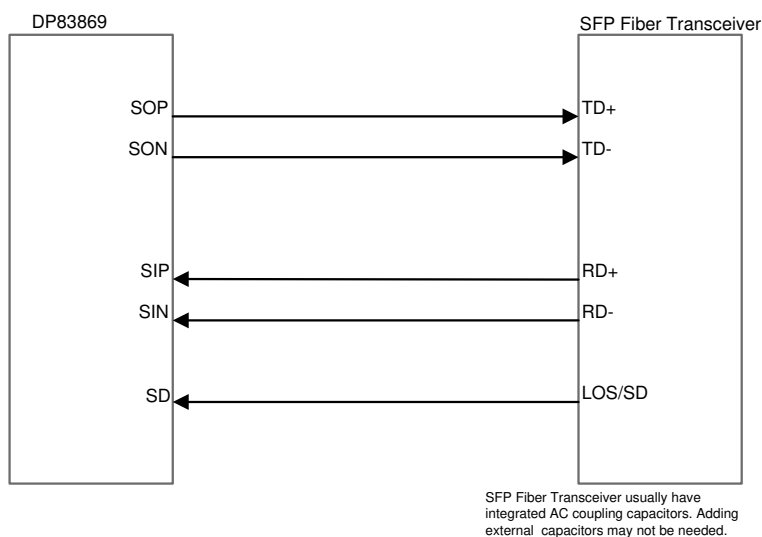 DP83869
SFP Fiber Transceiver
SOP
TD+
SON
TD-
SIP
RD+
SIN
RD-
SD
LOS/SD
SFP Fiber Transceiver usually have
integrated AC coupling capacitors. Adding
external capacitors may not be needed.